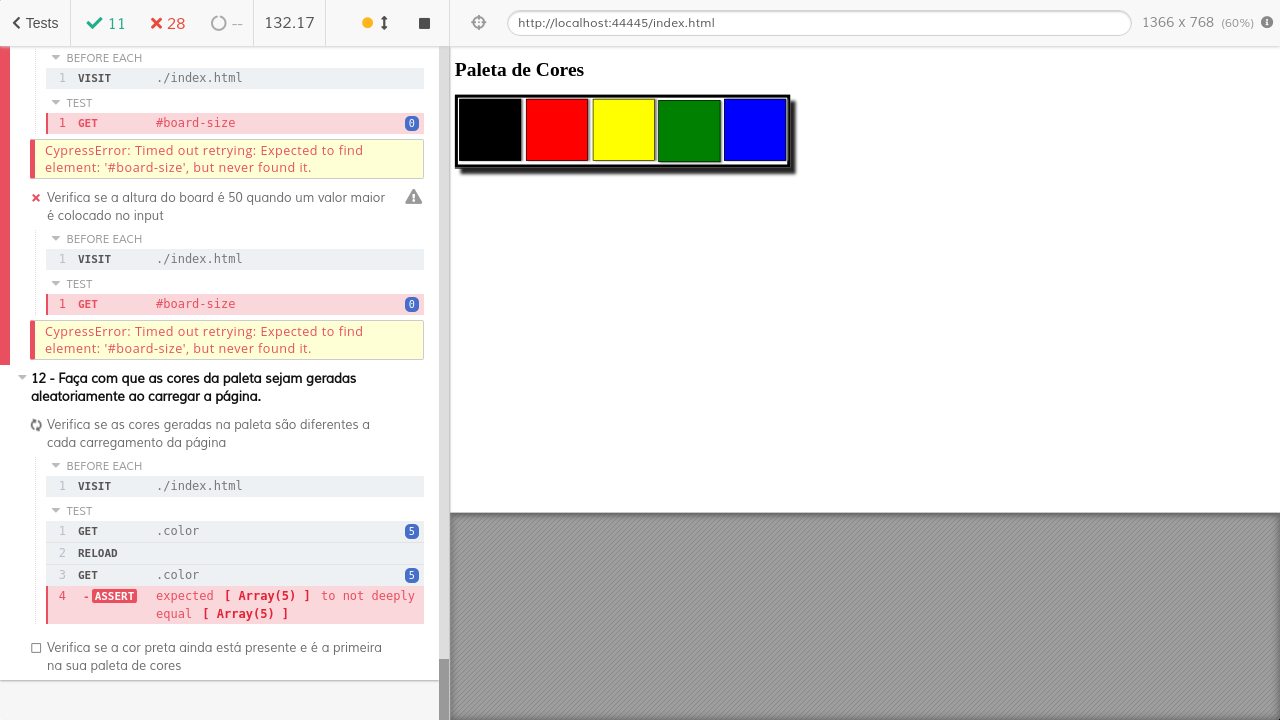 Tests 11 28 -- 132.17 http://localhost:44445/index.html 1366 x 768 (60%)
BEFORE EACH
1 VISIT ./index.html
TEST
1 GET #board-size 0
CypressError: Timed out retrying: Expected to find
element: '#board-size', but never found it.
Verifica se a altura do board é 50 quando um valor maior
é colocado no input
BEFORE EACH
1 VISIT ./index.html
TEST
1 GET #board-size 0
CypressError: Timed out retrying: Expected to find
element: '#board-size', but never found it.
12 - Faça com que as cores da paleta sejam geradas
aleatoriamente ao carregar a página.
Verifica se as cores geradas na paleta são diferentes a
cada carregamento da página
BEFORE EACH
1 VISIT ./index.html
TEST
1 GET .color 5
2 RELOAD
3 GET .color 5
4 -ASSERT expected [ Array(5) ] to not deeply
equal [ Array(5) ]
Verifica se a cor preta ainda está presente e é a primeira
na sua paleta de cores
Paleta de Cores